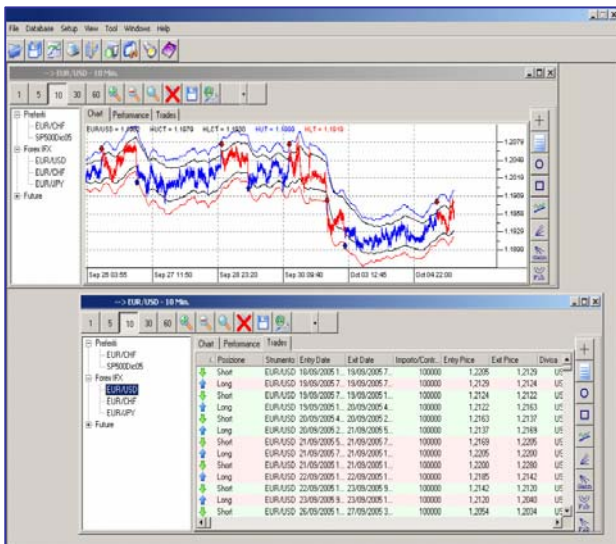 File Database Setup View Tool Windows Help
--> EUR/USD - 10 Min.
1 5 10 30 60
Preferiti
EUR/CHF
SP500Dic05
Forex IFX
EUR/USD
EUR/CHF
EUR/JPY
Future
Chart Performance Trades
EUR/USD = HUCT = 1.1979 HLCT = HUT = HLT =
1.2079
1.2049
1.2019
1.1989
1.1959
1.1929
1.1899
Sep 26 03:55 Sep 27 11:50 Sep 28 23:20 Sep 30 09:40 Oct 03 12:45 Oct 04 22:00
--> EUR/USD - 10 Min.
1 5 10 30 60
Preferiti
EUR/CHF
SP500Dic05
Forex IFX
EUR/USD
EUR/CHF
EUR/JPY
Future
Chart Performance Trades
Posizione Strumento Entry Date Exit Date Importo/Contr... Entry Price Exit Price Divisa
Short EUR/USD 18/09/2005 1... 19/09/2005 7... 100000 1,2205 1,2129 US
Long EUR/USD 19/09/2005 7... 19/09/2005 7... 100000 1,2129 1,2124 US
Short EUR/USD 19/09/2005 7... 19/09/2005 1... 100000 1,2124 1,2122 US
Long EUR/USD 19/09/2005 1... 20/09/2005 4... 100000 1,2122 1,2163 US
Short EUR/USD 20/09/2005 4... 20/09/2005 2... 100000 1,2163 1,2137 US
Long EUR/USD 20/09/2005 2... 21/09/2005 5... 100000 1,2137 1,2169 US
Short EUR/USD 21/09/2005 5... 21/09/2005 7... 100000 1,2169 1,2205 US
Long EUR/USD 21/09/2005 7... 21/09/2005 1... 100000 1,2205 1,2200 US
Short EUR/USD 21/09/2005 1... 22/09/2005 1... 100000 1,2200 1,2280 US
Long EUR/USD 22/09/2005 1... 22/09/2005 1... 100000 1,2185 1,2142 US
Short EUR/USD 22/09/2005 1... 23/09/2005 9... 100000 1,2142 1,2120 US
Long EUR/USD 23/09/2005 9... 23/09/2005 1... 100000 1,2120 1,2040 US
Short EUR/USD 26/09/2005 1... 27/09/2005 3... 100000 1,2054 1,2034 US